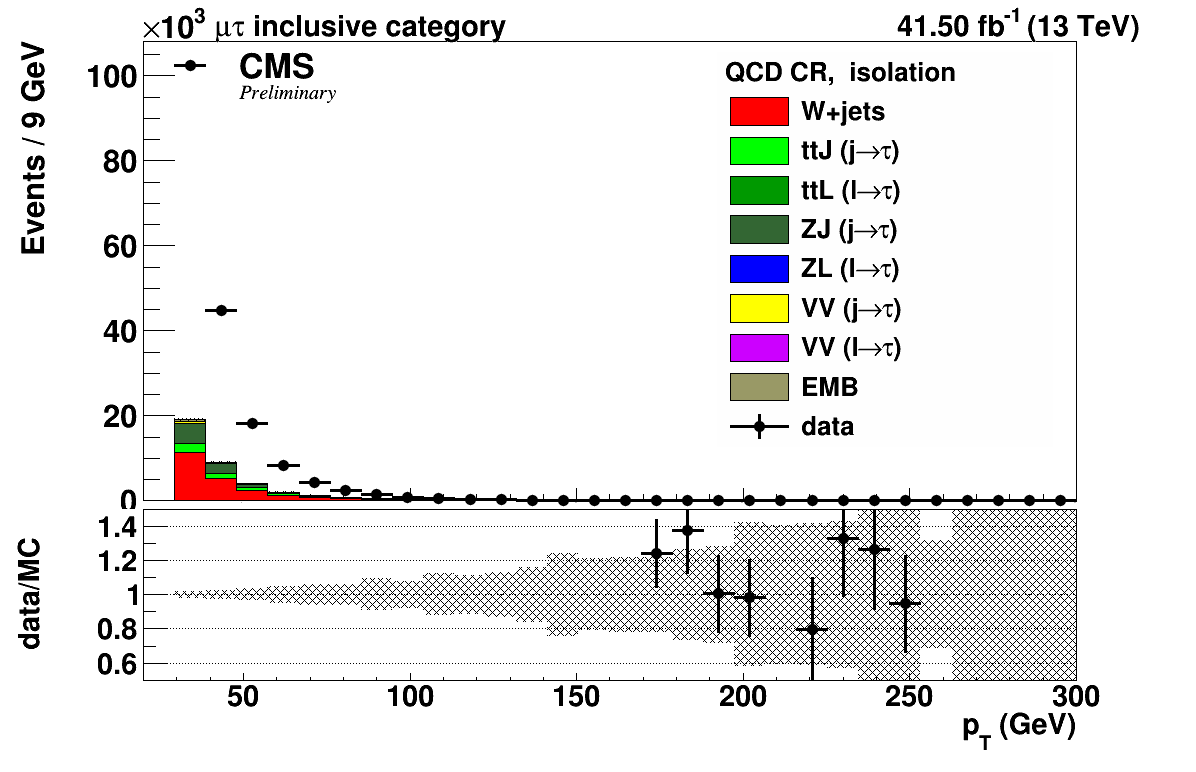 ×10³ μτ inclusive category 41.50 fb⁻¹ (13 TeV)
Events / 9 GeV
CMS
Preliminary
QCD CR, isolation
W+jets
ttJ (j→τ)
ttL (l→τ)
ZJ (j→τ)
ZL (l→τ)
VV (j→τ)
VV (l→τ)
EMB
data
100
80
60
40
20
0
data/MC
1.4
1.2
1
0.8
0.6
50 100 150 200 250 300
p_T (GeV)